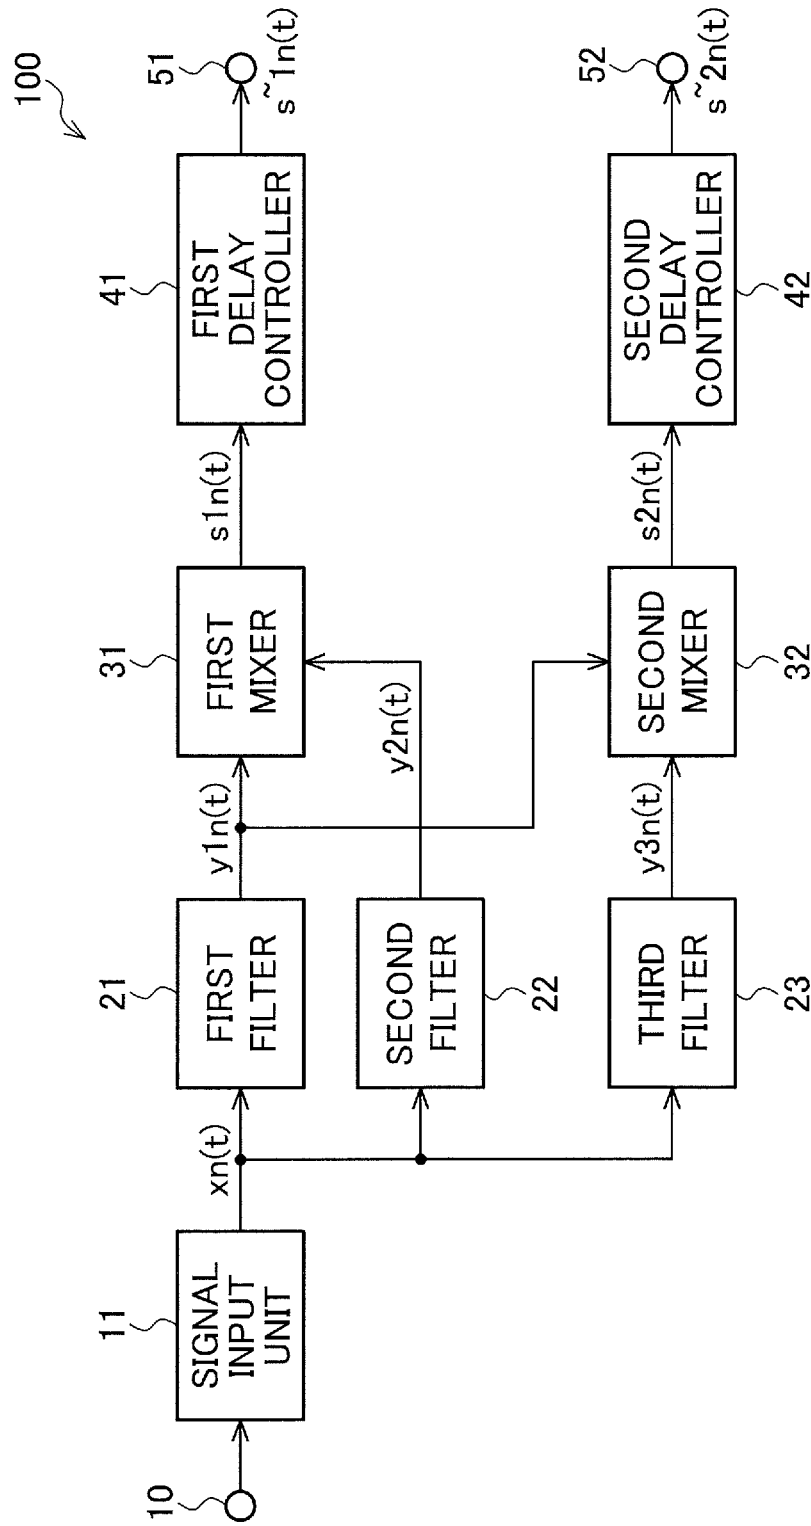 100
10
11
SIGNAL
INPUT
UNIT
xn(t)
21
FIRST
FILTER
y1n(t)
31
FIRST
MIXER
s1n(t)
41
FIRST
DELAY
CONTROLLER
51
s~1n(t)
SECOND
FILTER
22
y2n(t)
THIRD
FILTER
23
y3n(t)
SECOND
MIXER
32
s2n(t)
SECOND
DELAY
CONTROLLER
42
52
s~2n(t)